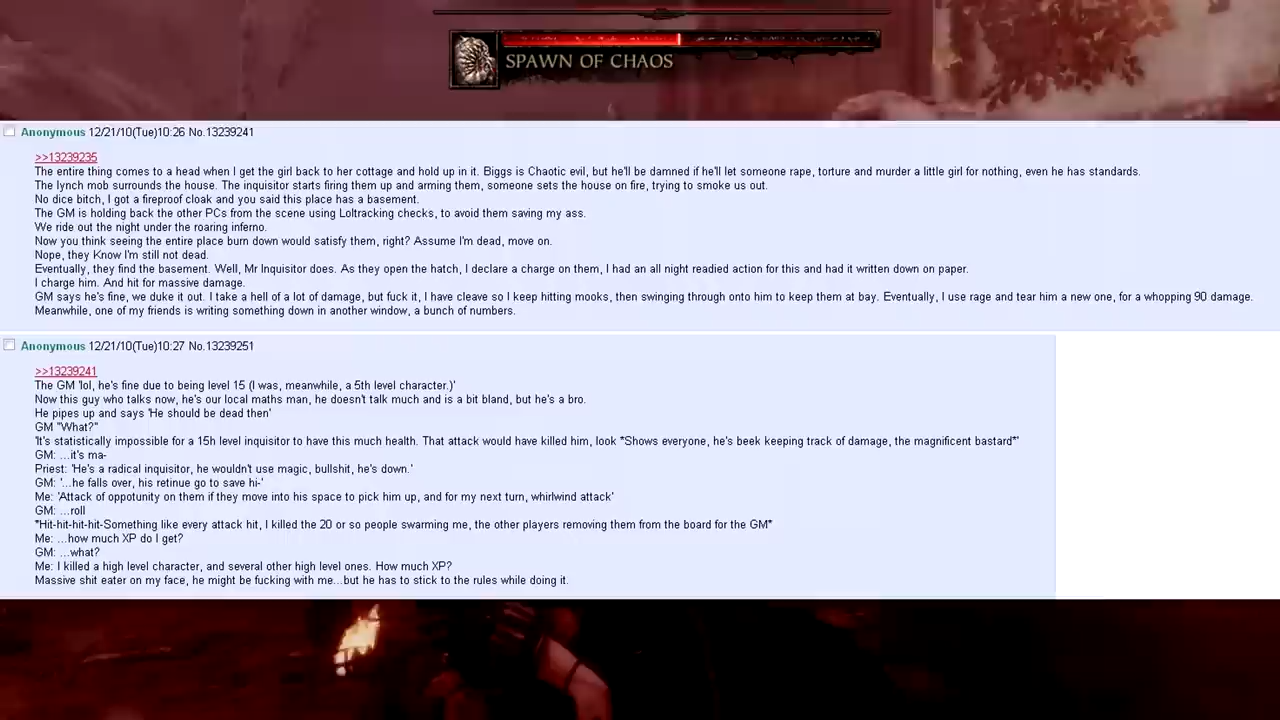 SPAWN OF CHAOS
Anonymous 12/21/10(Tue)10:26 No.13239241
>>13239235
The entire thing comes to a head when I get the girl back to her cottage and hold up in it. Biggs is Chaotic evil, but he'll be damned if he'll let someone rape, torture and murder a little girl for nothing, even he has standards.
The lynch mob surrounds the house. The inquisitor starts firing them up and arming them, someone sets the house on fire, trying to smoke us out.
No dice bitch, I got a fireproof cloak and you said this place has a basement.
The GM is holding back the other PCs from the scene using Loltracking checks, to avoid them saving my ass.
We ride out the night under the roaring inferno.
Now you think seeing the entire place burn down would satisfy them, right? Assume I'm dead, move on.
Nope, they Know I'm still not dead.
Eventually, they find the basement. Well, Mr Inquisitor does. As they open the hatch, I declare a charge on them, I had an all night readied action for this and had it written down on paper.
I charge him. And hit for massive damage.
GM says he's fine, we duke it out. I take a hell of a lot of damage, but fuck it, I have cleave so I keep hitting mooks, then swinging through onto him to keep them at bay. Eventually, I use rage and tear him a new one, for a whopping 90 damage.
Meanwhile, one of my friends is writing something down in another window, a bunch of numbers.
Anonymous 12/21/10(Tue)10:27 No.13239251
>>13239241
The GM 'lol, he's fine due to being level 15 (I was, meanwhile, a 5th level character.)'
Now this guy who talks now, he's our local maths man, he doesn't talk much and is a bit bland, but he's a bro.
He pipes up and says 'He should be dead then'
GM "What?"
'It's statistically impossible for a 15h level inquisitor to have this much health. That attack would have killed him, look *Shows everyone, he's beek keeping track of damage, the magnificent bastard*'
GM: ...it's ma-
Priest: 'He's a radical inquisitor, he wouldn't use magic, bullshit, he's down.'
GM: '...he falls over, his retinue go to save hi-'
Me: 'Attack of oppotunity on them if they move into his space to pick him up, and for my next turn, whirlwind attack'
GM: ...roll
*Hit-hit-hit-hit-Something like every attack hit, I killed the 20 or so people swarming me, the other players removing them from the board for the GM*
Me: ...how much XP do I get?
GM: ...what?
Me: I killed a high level character, and several other high level ones. How much XP?
Massive shit eater on my face, he might be fucking with me...but he has to stick to the rules while doing it.